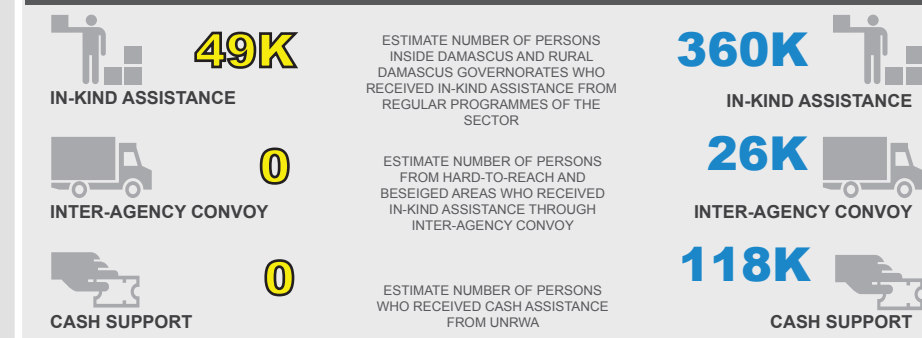 49K
IN-KIND ASSISTANCE
ESTIMATE NUMBER OF PERSONS
INSIDE DAMASCUS AND RURAL
DAMASCUS GOVERNORATES WHO
RECEIVED IN-KIND ASSISTANCE FROM
REGULAR PROGRAMMES OF THE
SECTOR
360K
IN-KIND ASSISTANCE
0
INTER-AGENCY CONVOY
ESTIMATE NUMBER OF PERSONS
FROM HARD-TO-REACH AND
BESEIGED AREAS WHO RECEIVED
IN-KIND ASSISTANCE THROUGH
INTER-AGENCY CONVOY
26K
INTER-AGENCY CONVOY
0
CASH SUPPORT
ESTIMATE NUMBER OF PERSONS
WHO RECEIVED CASH ASSISTANCE
FROM UNRWA
118K
CASH SUPPORT